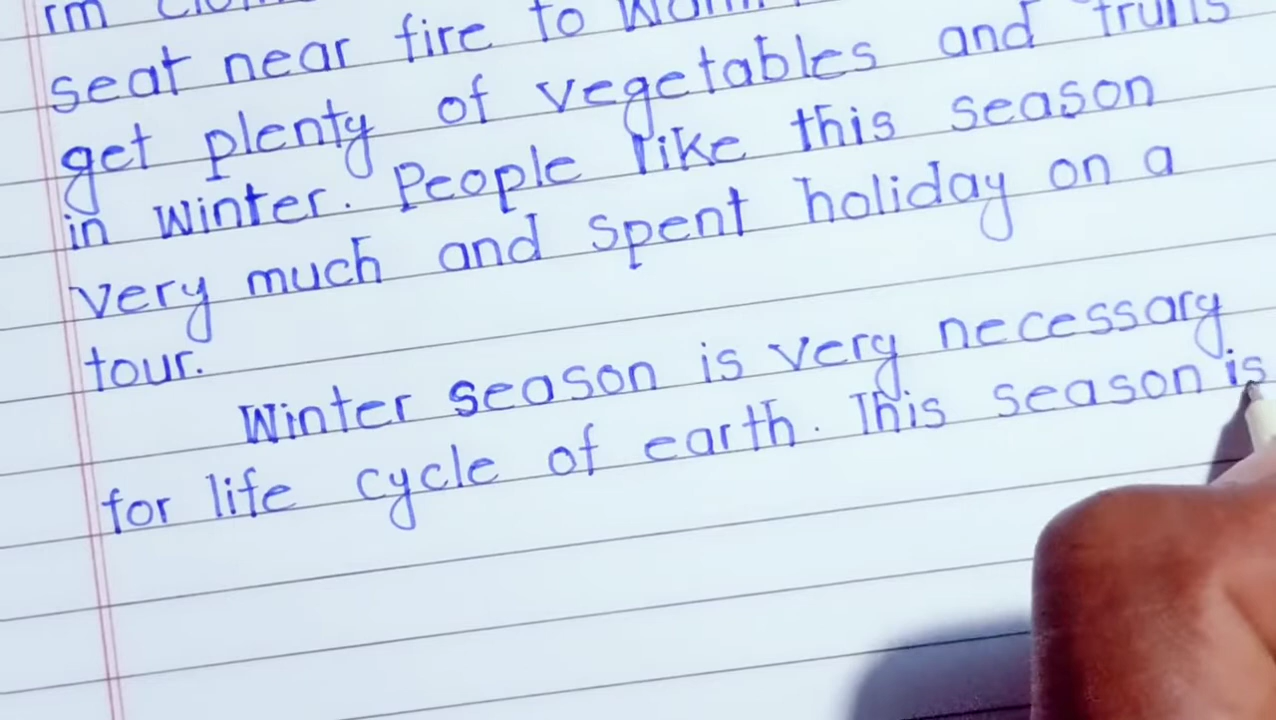 seat near fire to
get plenty of vegetables and fruits
in winter. People like this season
very much and spent holiday on a
tour.
Winter season is very necessary
for life cycle of earth. This season is